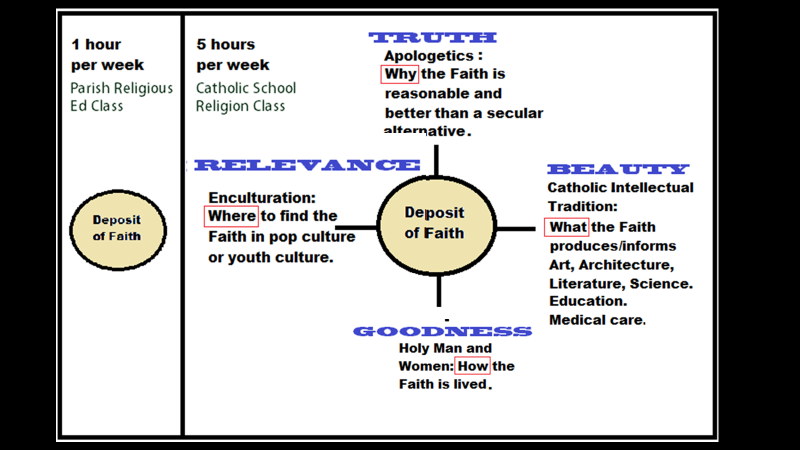 1 hour
per week
Parish Religious
Ed Class
Deposit
of Faith
5 hours
per week
Catholic School
Religion Class
TRUTH
Apologetics :
Why the Faith is
reasonable and
better than a secular
alternative.
RELEVANCE
Enculturation:
Where to find the
Faith in pop culture
or youth culture.
Deposit
of Faith
BEAUTY
Catholic Intellectual
Tradition:
What the Faith
produces/informs
Art, Architecture,
Literature, Science.
Education.
Medical care.
GOODNESS
Holy Man and
Women: How the
Faith is lived.